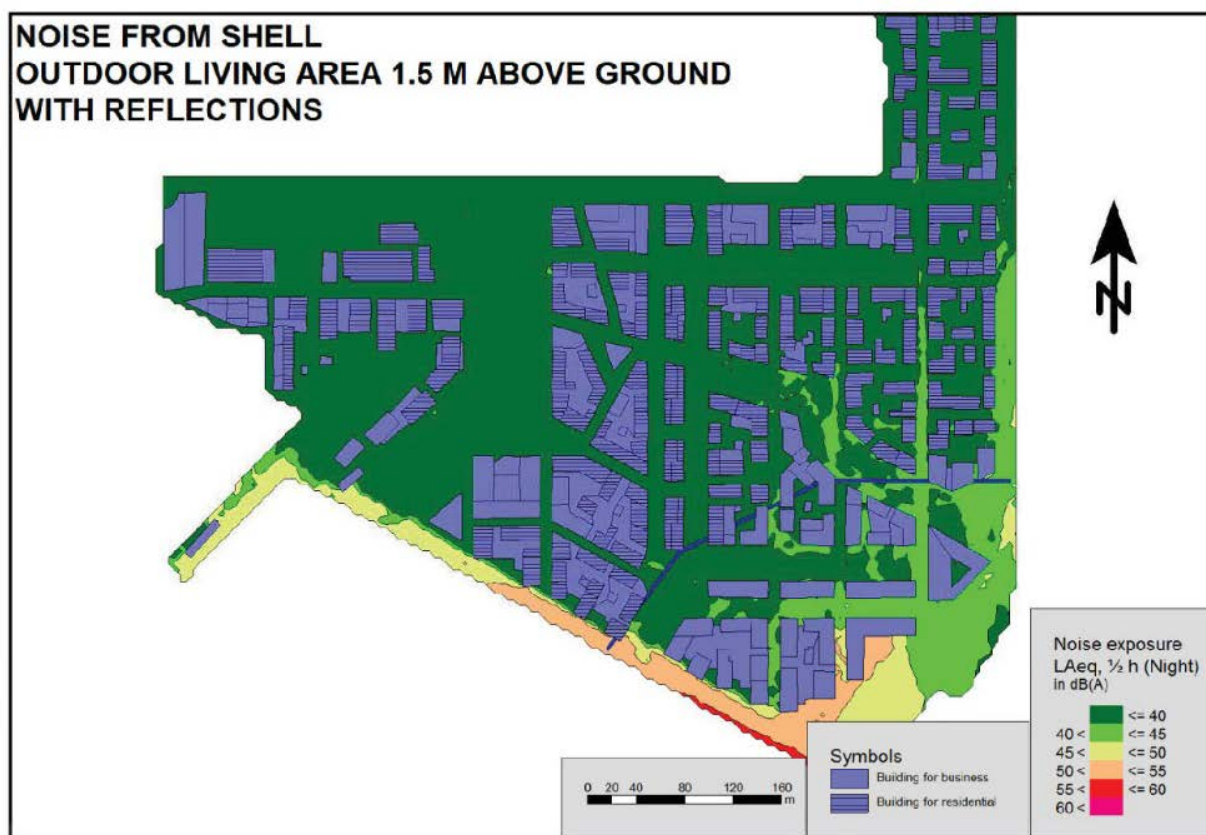 NOISE FROM SHELL
OUTDOOR LIVING AREA 1.5 M ABOVE GROUND
WITH REFLECTIONS
N
Noise exposure
LAeq, ½ h (Night)
in dB(A)
<= 40
40 < <= 45
45 < <= 50
50 < <= 55
55 < <= 60
60 <
Symbols
Building for business
Building for residential
0 20 40 80 120 160
m